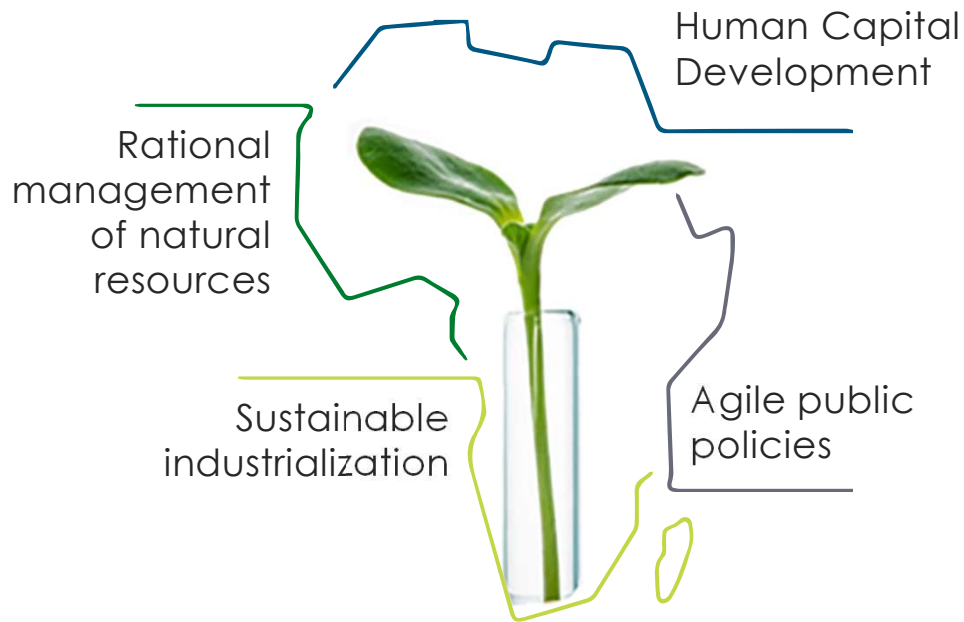 Human Capital
Development
Rational
management
of natural
resources
Sustainable
industrialization
Agile public
policies